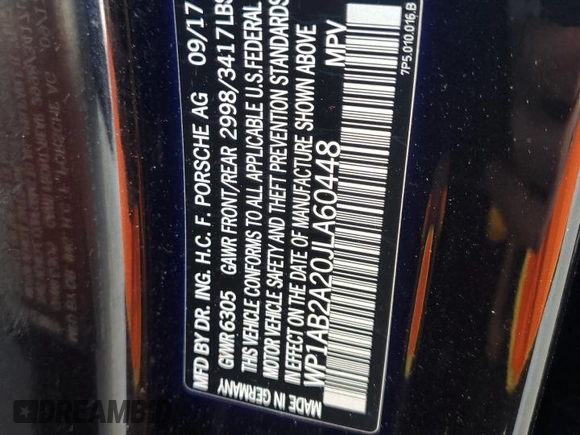 WFD BY DR. ING. H.C. F. PORSCHE AG 09/17
GWR 6305 GAWR FRONT/REAR 2998/3417 LBS
THIS VEHICLE CONFORMS TO ALL APPLICABLE U.S. FEDERAL
MOTOR VEHICLE SAFETY AND THEFT PREVENTION STANDARDS
IN EFFECT ON THE DATE OF MANUFACTURE SHOWN ABOVE
WP1AB2A20JLA60448 MPV
MADE IN GERMANY 7P5.010.016.B
DREAMBID